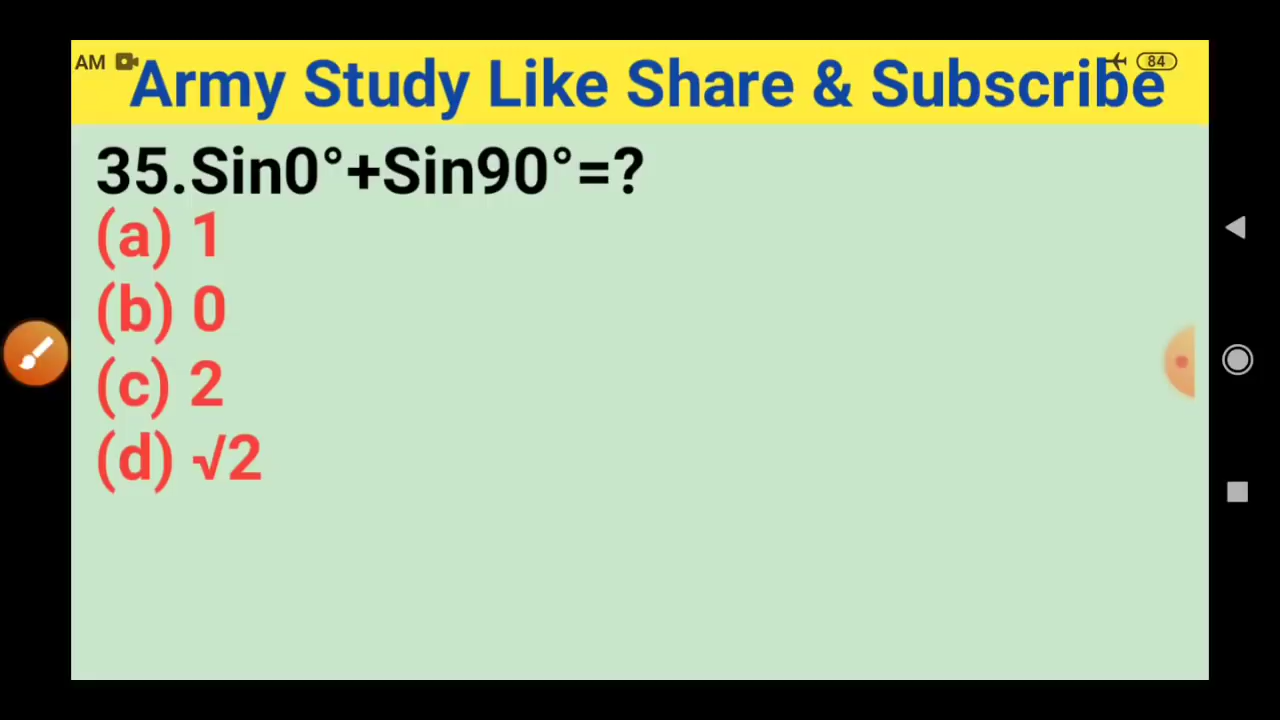 AM
84
Army Study Like Share & Subscribe
35.Sin0°+Sin90°=?
(a) 1
(b) 0
(c) 2
(d) √2